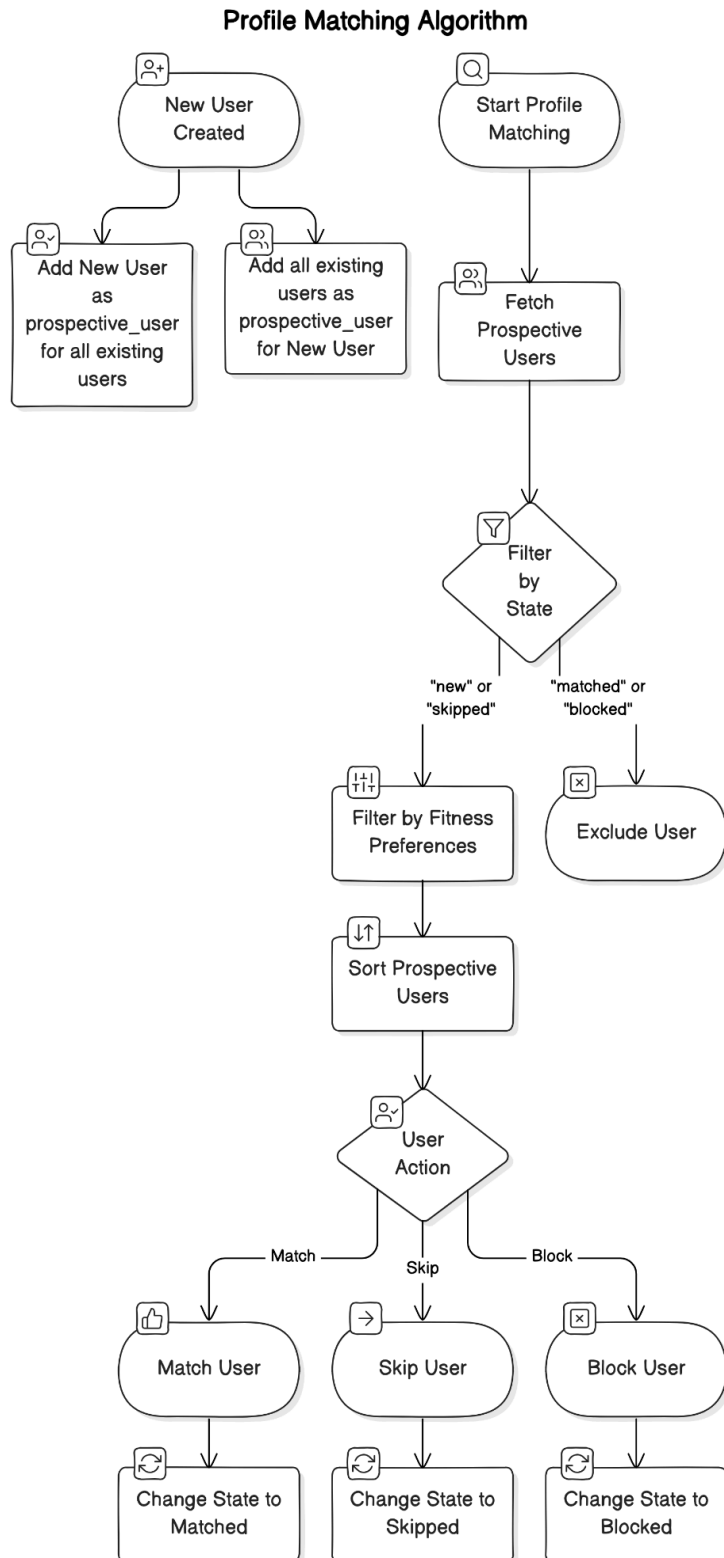 Profile Matching Algorithm
New User
Created
Start Profile
Matching
Add New User
as
prospective_user
for all existing
users
Add all existing
users as
prospective_user
for New User
Fetch
Prospective
Users
Filter
by
State
"new" or
"skipped"
"matched" or
"blocked"
Filter by Fitness
Preferences
Exclude User
Sort Prospective
Users
User
Action
Match
Skip
Block
Match User
Skip User
Block User
Change State to
Matched
Change State to
Skipped
Change State to
Blocked